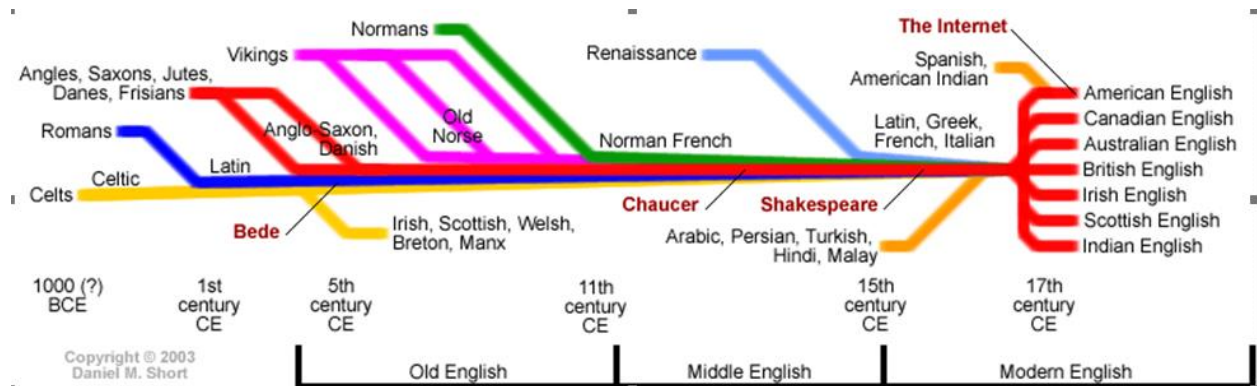 The Internet
Normans
Vikings
Renaissance
Spanish,
American Indian
Angles, Saxons, Jutes,
Danes, Frisians
American English
Romans
Anglo-Saxon,
Danish
Old
Norse
Norman French
Latin, Greek,
French, Italian
Canadian English
Australian English
British English
Celts
Celtic
Latin
Irish English
Chaucer
Shakespeare
Scottish English
Bede
Irish, Scottish, Welsh,
Breton, Manx
Arabic, Persian, Turkish,
Hindi, Malay
Indian English
1000 (?)
BCE
1st
century
CE
5th
century
CE
11th
century
CE
15th
century
CE
17th
century
CE
Copyright © 2003
Daniel M. Short
Old English
Middle English
Modern English